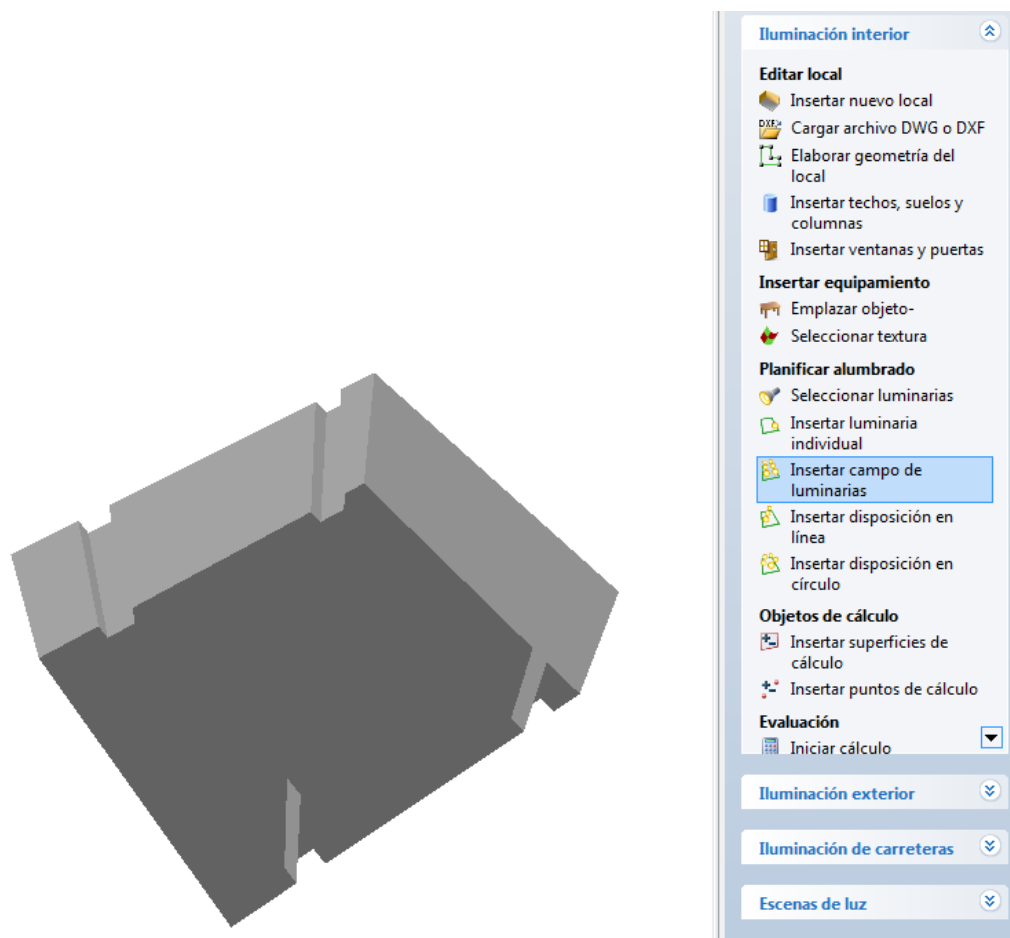 Iluminación interior
Editar local
Insertar nuevo local
DXF
Cargar archivo DWG o DXF
Elaborar geometría del
local
Insertar techos, suelos y
columnas
Insertar ventanas y puertas
Insertar equipamiento
Emplazar objeto-
Seleccionar textura
Planificar alumbrado
Seleccionar luminarias
Insertar luminaria
individual
Insertar campo de
luminarias
Insertar disposición en
línea
Insertar disposición en
círculo
Objetos de cálculo
Insertar superficies de
cálculo
Insertar puntos de cálculo
Evaluación
Iniciar cálculo
Iluminación exterior
Iluminación de carreteras
Escenas de luz